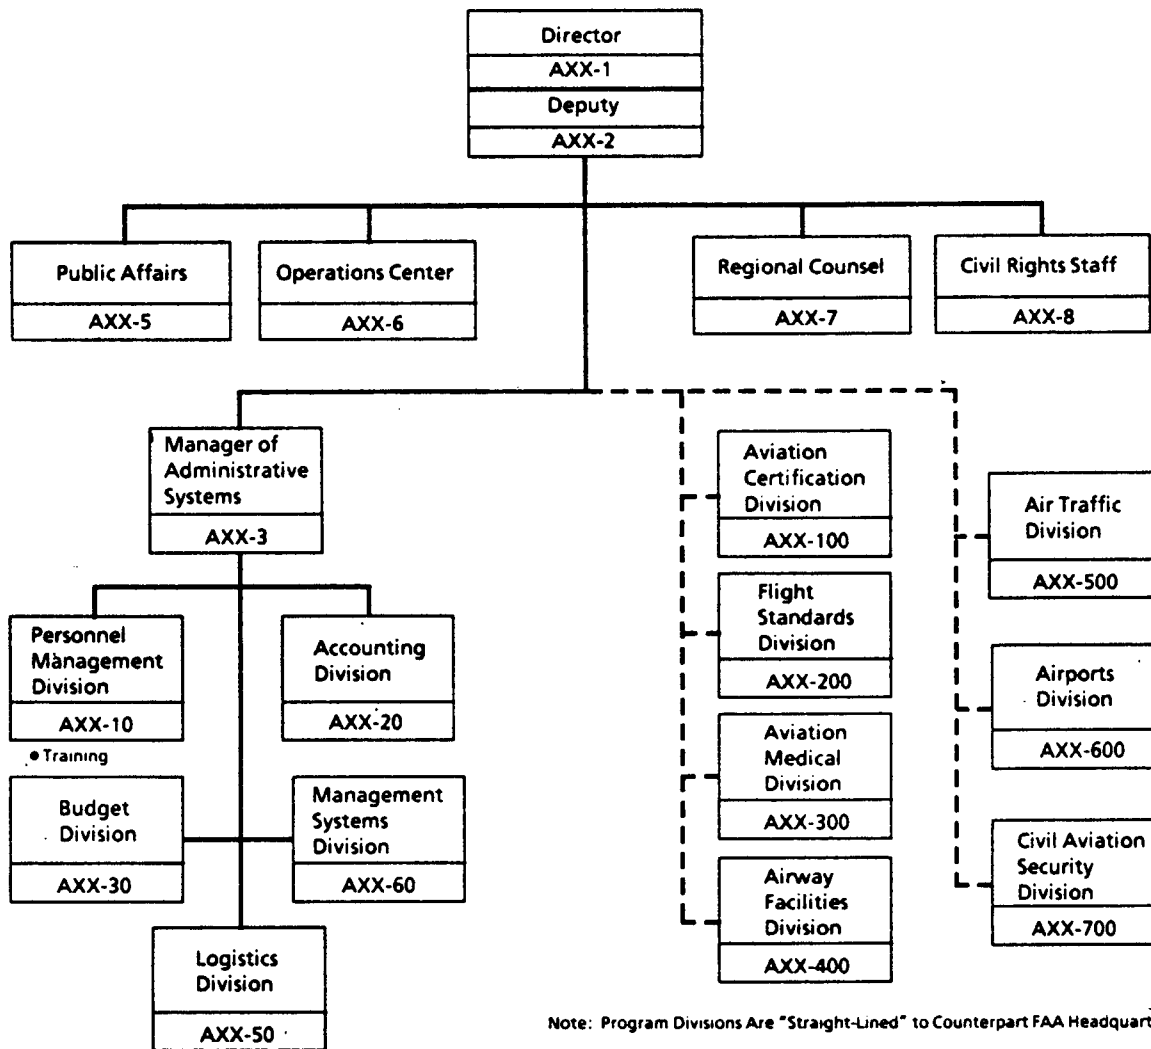 Director
AXX-1
Deputy
AXX-2
Public Affairs
AXX-5
Operations Center
AXX-6
Regional Counsel
AXX-7
Civil Rights Staff
AXX-8
Manager of
Administrative
Systems
AXX-3
Personnel
Management
Division
AXX-10
• Training
Accounting
Division
AXX-20
Budget
Division
AXX-30
Management
Systems
Division
AXX-60
Logistics
Division
AXX-50
Aviation
Certification
Division
AXX-100
Flight
Standards
Division
AXX-200
Aviation
Medical
Division
AXX-300
Airway
Facilities
Division
AXX-400
Air Traffic
Division
AXX-500
Airports
Division
AXX-600
Civil Aviation
Security
Division
AXX-700
Note: Program Divisions Are "Straight-Lined" to Counterpart FAA Headquart